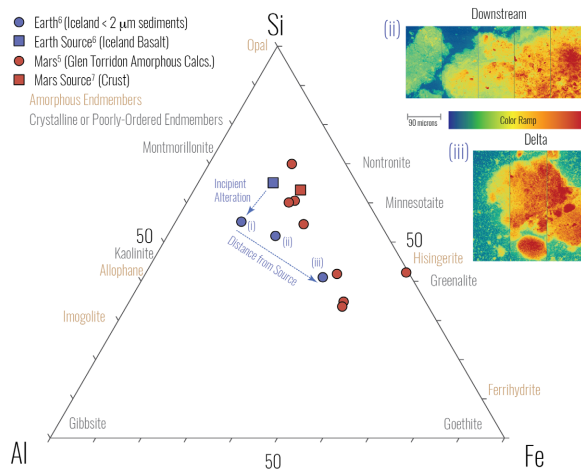 Earth⁶ (Iceland < 2 μm sediments)
Earth Source⁶ (Iceland Basalt)
Mars⁵ (Glen Torridon Amorphous Calcs.)
Mars Source⁷ (Crust)
Amorphous Endmembers
Crystalline or Poorly-Ordered Endmembers
Si
Opal
Montmorillonite
Nontronite
Incipient
Alteration
Minnesotaite
(i)
(ii)
50
Kaolinite
50
Hisingerite
Allophane
Distance from Source
(iii)
Greenalite
Imogolite
Ferrihydrite
Gibbsite
Goethite
Al
50
Fe
Downstream
(ii)
90 microns
Color Ramp
(iii)
Delta